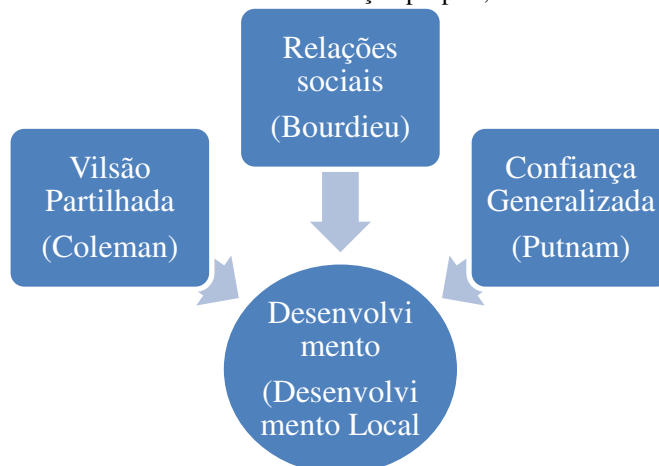 Relações
sociais
(Bourdieu)
Vilsão
Partilhada
(Coleman)
Confiança
Generalizada
(Putnam)
Desenvolvi
mento
(Desenvolvi
mento Local